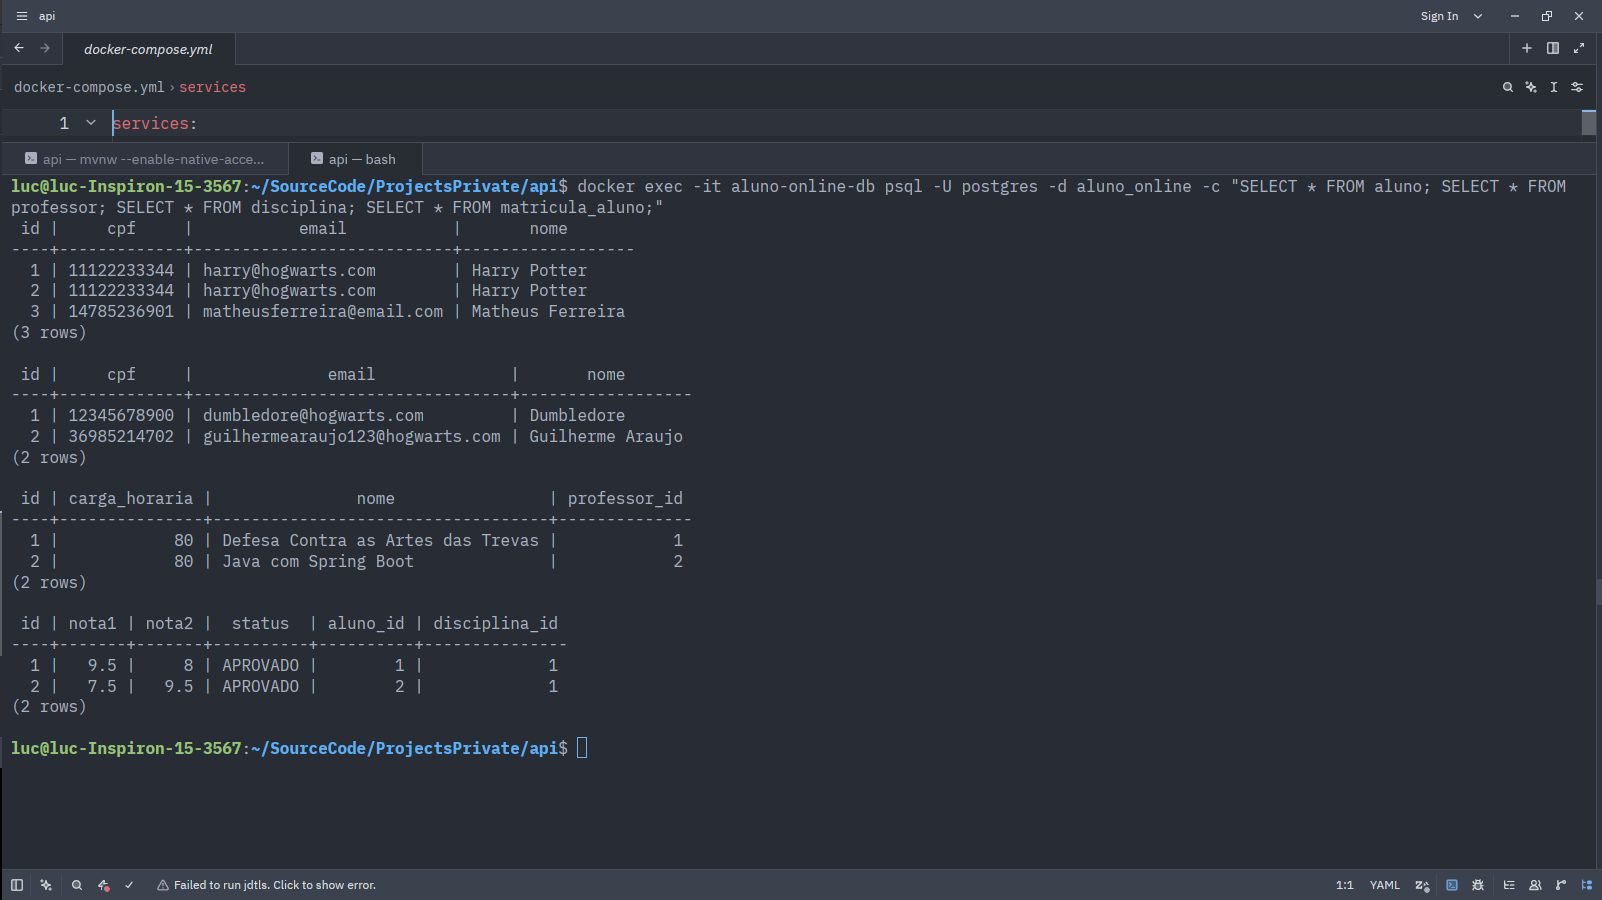 api
Sign In
docker-compose.yml
docker-compose.yml › services
1 services:
api — mvnw --enable-native-acce...
api — bash
luc@luc-Inspiron-15-3567:~/SourceCode/ProjectsPrivate/api$ docker exec -it aluno-online-db psql -U postgres -d aluno_online -c "SELECT * FROM aluno; SELECT * FROM
professor; SELECT * FROM disciplina; SELECT * FROM matricula_aluno;"
 id |     cpf     |           email           |       nome
----+-------------+---------------------------+------------------
  1 | 11122233344 | harry@hogwarts.com        | Harry Potter
  2 | 11122233344 | harry@hogwarts.com        | Harry Potter
  3 | 14785236901 | matheusferreira@email.com | Matheus Ferreira
(3 rows)
 id |     cpf     |              email              |      nome
----+-------------+---------------------------------+------------------
  1 | 12345678900 | dumbledore@hogwarts.com         | Dumbledore
  2 | 36985214702 | guilhermearaujo123@hogwarts.com | Guilherme Araujo
(2 rows)
 id | carga_horaria |               nome                | professor_id
----+---------------+-----------------------------------+--------------
  1 |            80 | Defesa Contra as Artes das Trevas |            1
  2 |            80 | Java com Spring Boot              |            2
(2 rows)
 id | nota1 | nota2 |  status  | aluno_id | disciplina_id
----+-------+-------+----------+----------+---------------
  1 |   9.5 |     8 | APROVADO |        1 |             1
  2 |   7.5 |   9.5 | APROVADO |        2 |             1
(2 rows)
luc@luc-Inspiron-15-3567:~/SourceCode/ProjectsPrivate/api$
Failed to run jdtls. Click to show error.
1:1
YAML